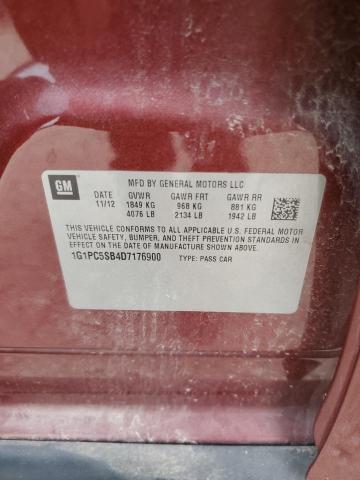 GM
MFD BY GENERAL MOTORS LLC
DATE GVWR GAWR FRT GAWR RR
11/12 1849 KG 968 KG 881 KG
4076 LB 2134 LB 1942 LB
THIS VEHICLE CONFORMS TO ALL APPLICABLE U.S. FEDERAL MOTOR
VEHICLE SAFETY, BUMPER, AND THEFT PREVENTION STANDARDS IN
EFFECT ON THE DATE OF MANUFACTURE SHOWN ABOVE.
1G1PC5SB4D7176900 TYPE: PASS CAR